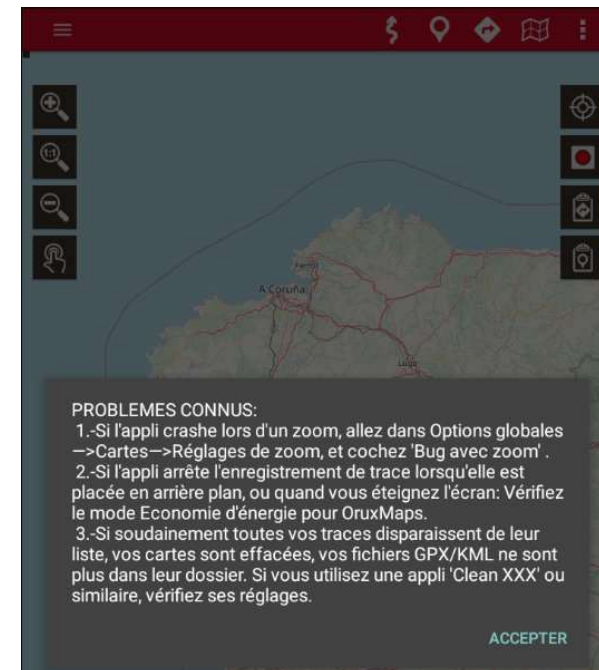 1:1
Ferrol
A Coruña
Lugo
PROBLEMES CONNUS:
1.-Si l'appli crashe lors d'un zoom, allez dans Options globales
—>Cartes—>Réglages de zoom, et cochez 'Bug avec zoom' .
2.-Si l'appli arrête l'enregistrement de trace lorsqu'elle est
placée en arrière plan, ou quand vous éteignez l'écran: Vérifiez
le mode Economie d'énergie pour OruxMaps.
3.-Si soudainement toutes vos traces disparaissent de leur
liste, vos cartes sont effacées, vos fichiers GPX/KML ne sont
plus dans leur dossier. Si vous utilisez une appli 'Clean XXX' ou
similaire, vérifiez ses réglages.
ACCEPTER